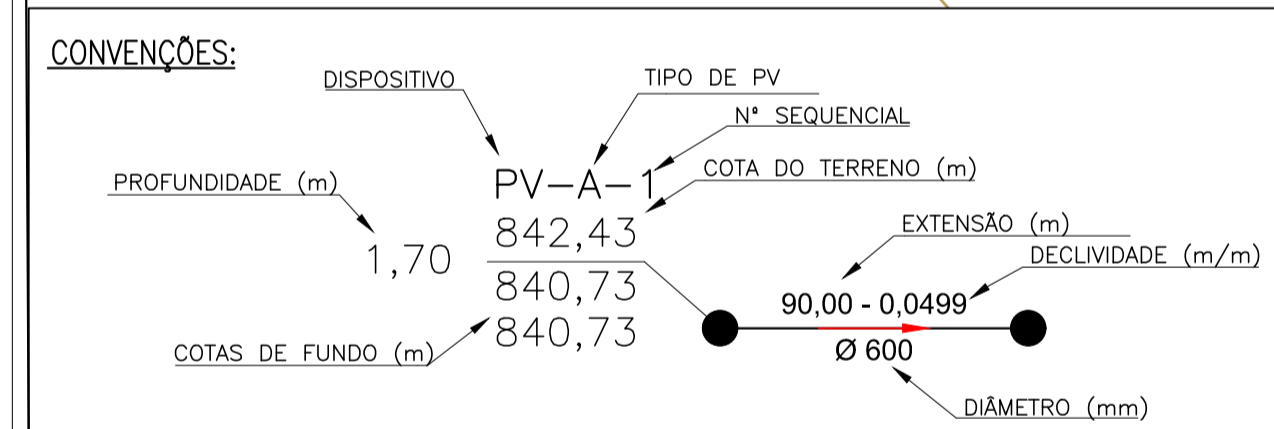 CONVENÇÕES:
DISPOSITIVO
TIPO DE PV
Nº SEQUENCIAL
PV-A-1
COTA DO TERRENO (m)
PROFUNDIDADE (m)
842,43
EXTENSÃO (m)
1,70
DECLIVIDADE (m/m)
840,73
90,00 - 0,0499
840,73
COTAS DE FUNDO (m)
Ø 600
DIÂMETRO (mm)